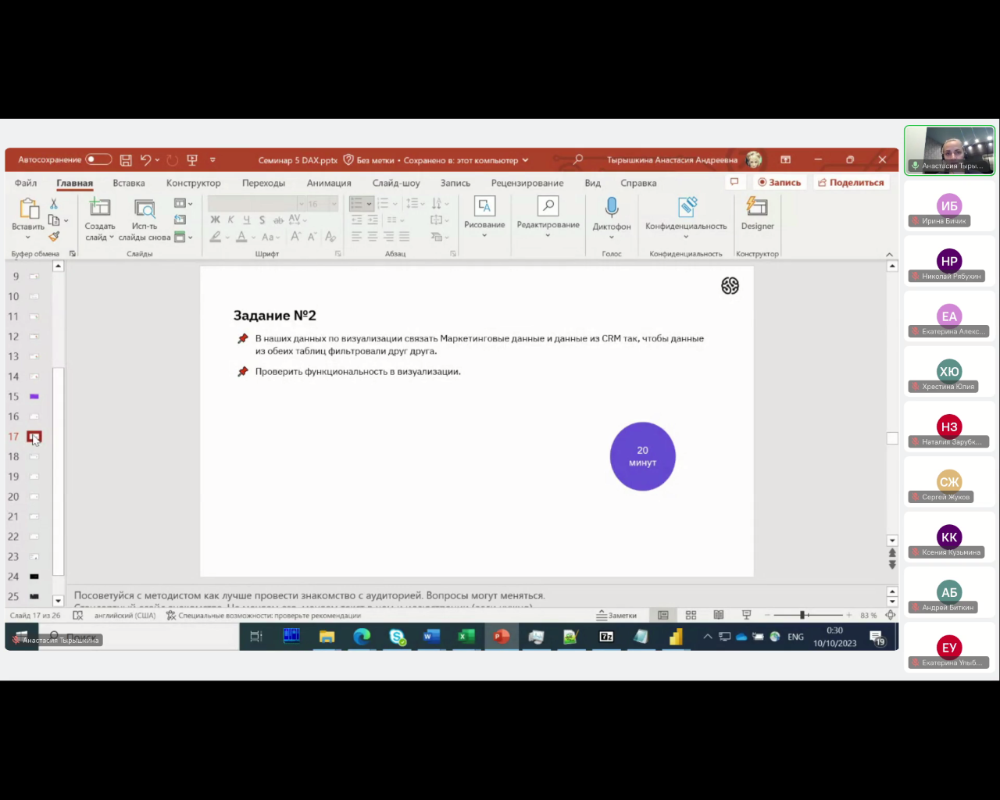 Автосохранение
Семинар 5 DAX.pptx
Без метки • Сохранено в: этот компьютер
Тырышкина Анастасия Андреевна
Файл Главная Вставка Конструктор Переходы Анимация Слайд-шоу Запись Рецензирование Вид Справка
Запись
Поделиться
Вставить
Создать слайд
Исп-ть слайды снова
16
Ж К Ч S ab AV
A Aa A A
Рисование
Редактирование
Диктофон
Конфиденциальность
Designer
Буфер обмена
Слайды
Шрифт
Абзац
Голос
Конфиденциальность
Конструктор
9
10
11
12
13
14
15
16
17
18
19
20
21
22
23
24
25
Задание №2
В наших данных по визуализации связать Маркетинговые данные и данные из CRM так, чтобы данные
из обеих таблиц фильтровали друг друга.
Проверить функциональность в визуализации.
20
минут
Посоветуйся с методистом как лучше провести знакомство с аудиторией. Вопросы могут меняться.
Слайд 17 из 26
английский (США)
Специальные возможности: проверьте рекомендации
Заметки
83 %
Поиск
Анастасия Тырышкина
ENG
0:30
10/10/2023
19
Анастасия Тыры...
ИБ
Ирина Бичик
НР
Николай Рябухин
ЕА
Екатерина Алекс...
ХЮ
Хрестина Юлия
НЗ
Наталия Зарубк...
СЖ
Сергей Жуков
КК
Ксения Кузьмина
АБ
Андрей Биткин
ЕУ
Екатерина Улыб...